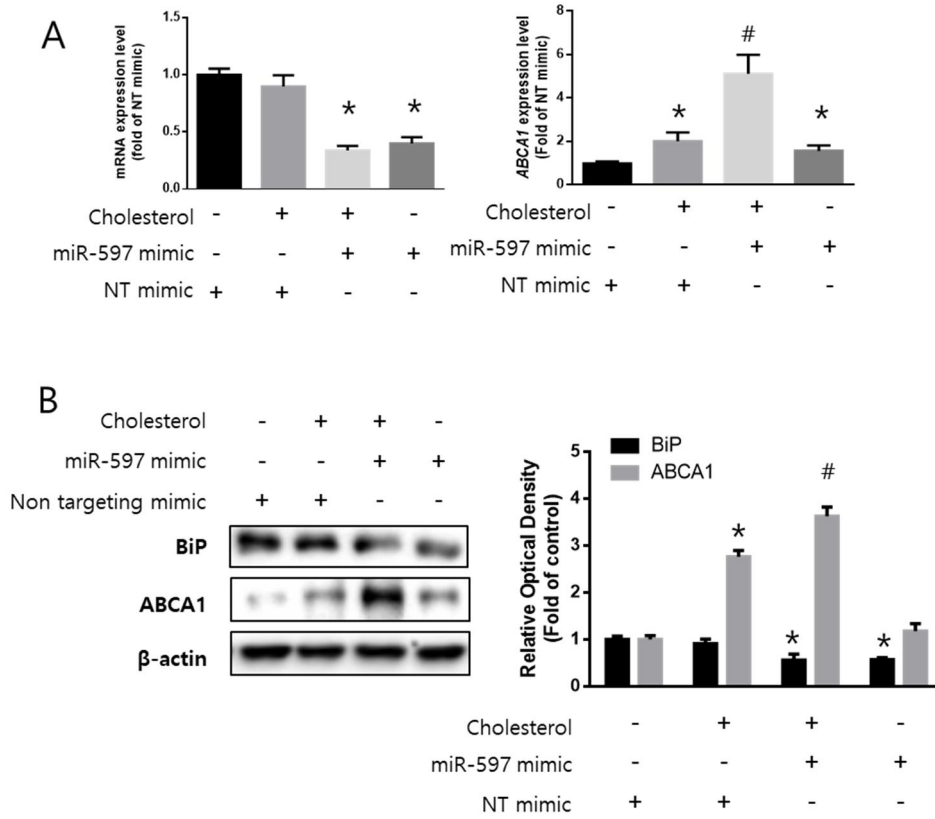 A
mRNA expression level
(fold of NT mimic)
1.5
1.0
0.5
0.0
* *
Cholesterol - + + -
miR-597 mimic - - + +
NT mimic + + - -
ABCA1 expression level
(Fold of NT mimic)
8
6
4
2
0
* # *
Cholesterol - + + -
miR-597 mimic - - + +
NT mimic + + - -
B
Cholesterol - + + -
miR-597 mimic - - + +
Non targeting mimic + + - -
BiP
ABCA1
β-actin
Relative Optical Density
(Fold of control)
5
4
3
2
1
0
BiP
ABCA1
* * # *
Cholesterol - + + -
miR-597 mimic - - + +
NT mimic + + - -